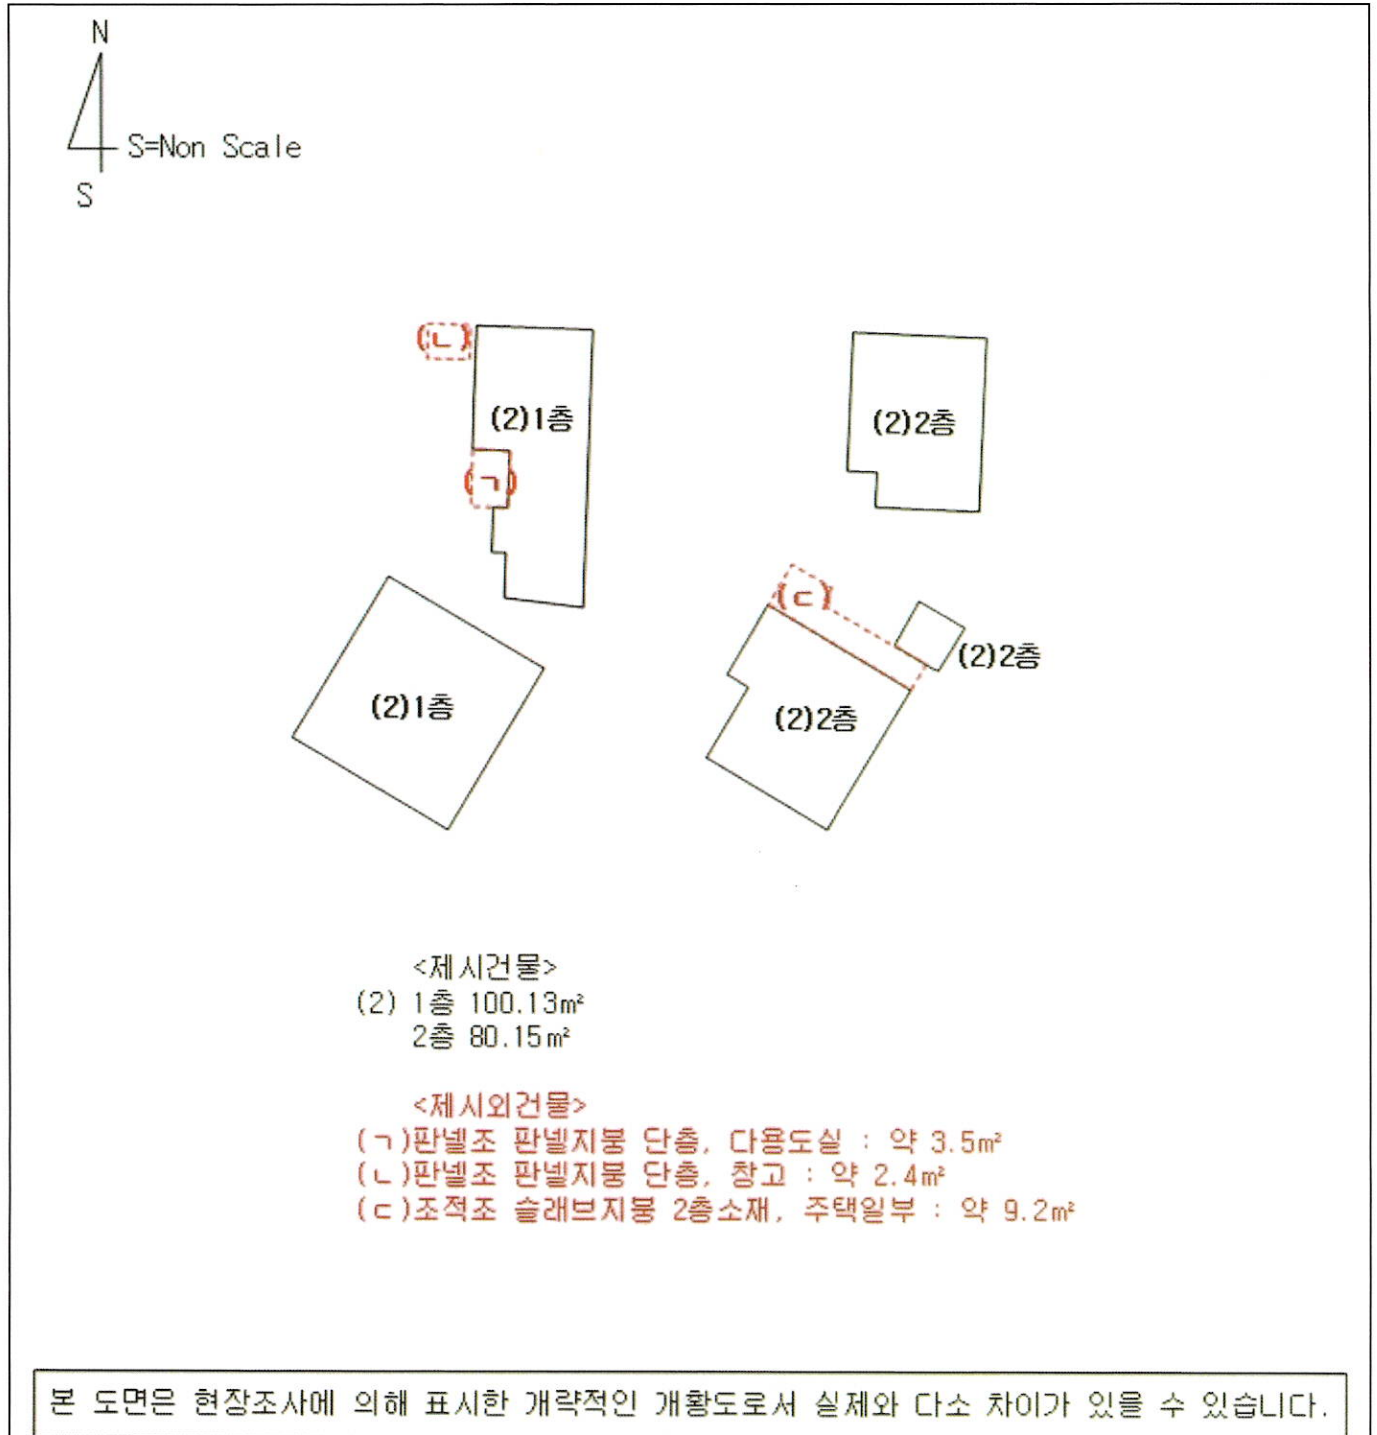 N
S=Non Scale
S
(ㄴ)
(2)1층
(2)2층
(ㄱ)
(ㄷ)
(2)2층
(2)1층
(2)2층
<제시건물>
(2) 1층 100.13㎡
2층 80.15㎡
<제시외건물>
(ㄱ)판넬조 판넬지붕 단층, 다용도실 : 약 3.5㎡
(ㄴ)판넬조 판넬지붕 단층, 창고 : 약 2.4㎡
(ㄷ)조적조 슬래브지붕 2층소재, 주택일부 : 약 9.2㎡
본 도면은 현장조사에 의해 표시한 개략적인 개황도로서 실제와 다소 차이가 있을 수 있습니다.